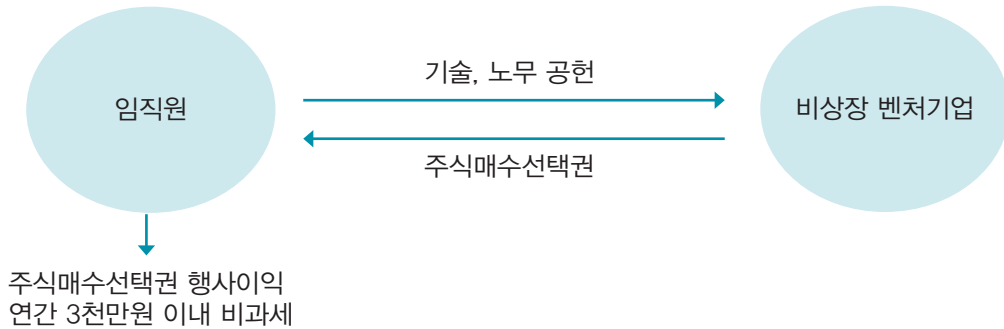 기술, 노무 공헌
임직원
비상장 벤처기업
주식매수선택권
주식매수선택권 행사이익
연간 3천만원 이내 비과세